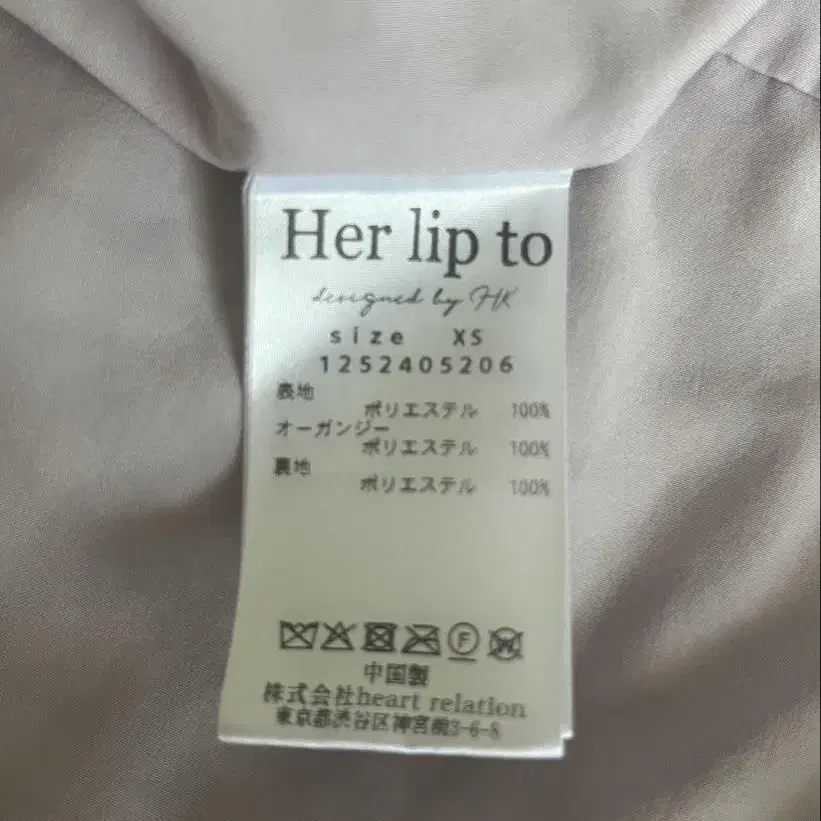 Her lip to
designed by HK
size XS
1252405206
表地
ポリエステル 100%
オーガンジー
ポリエステル 100%
裏地
ポリエステル 100%
F W
中国製
株式会社heart relation
東京都渋谷区神宮前3-6-8